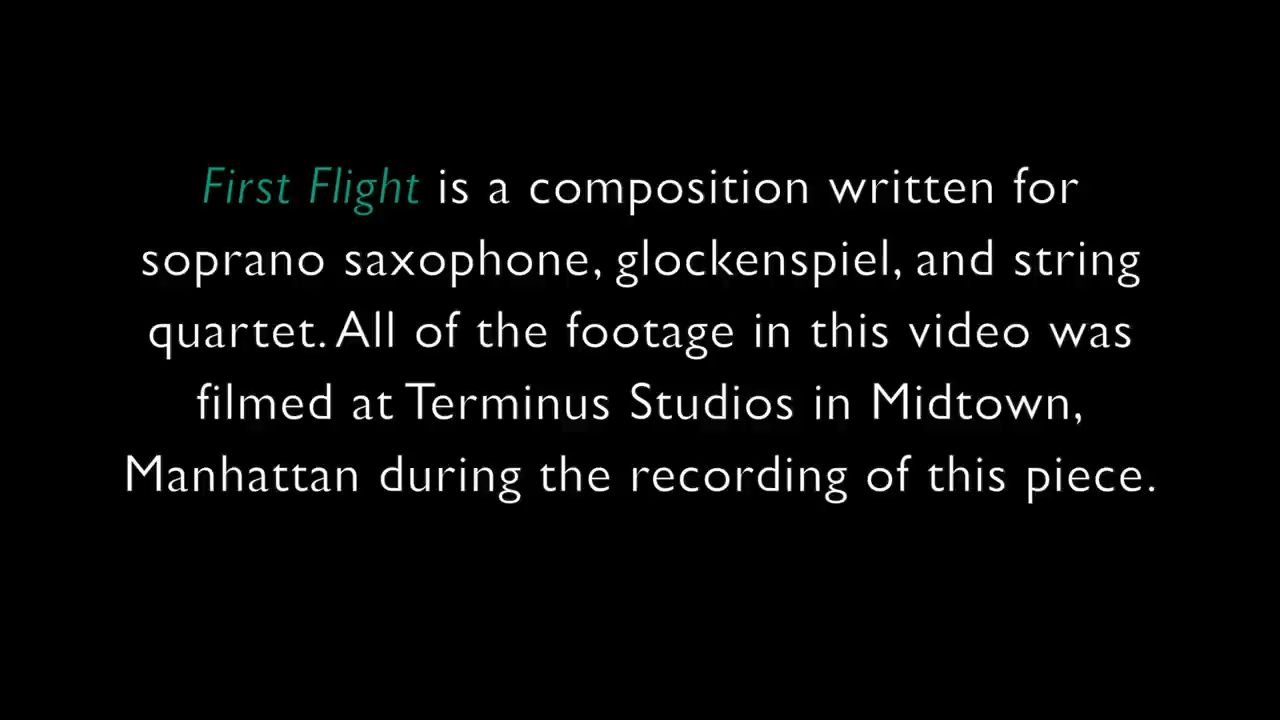 First Flight is a composition written for
soprano saxophone, glockenspiel, and string
quartet. All of the footage in this video was
filmed at Terminus Studios in Midtown,
Manhattan during the recording of this piece.